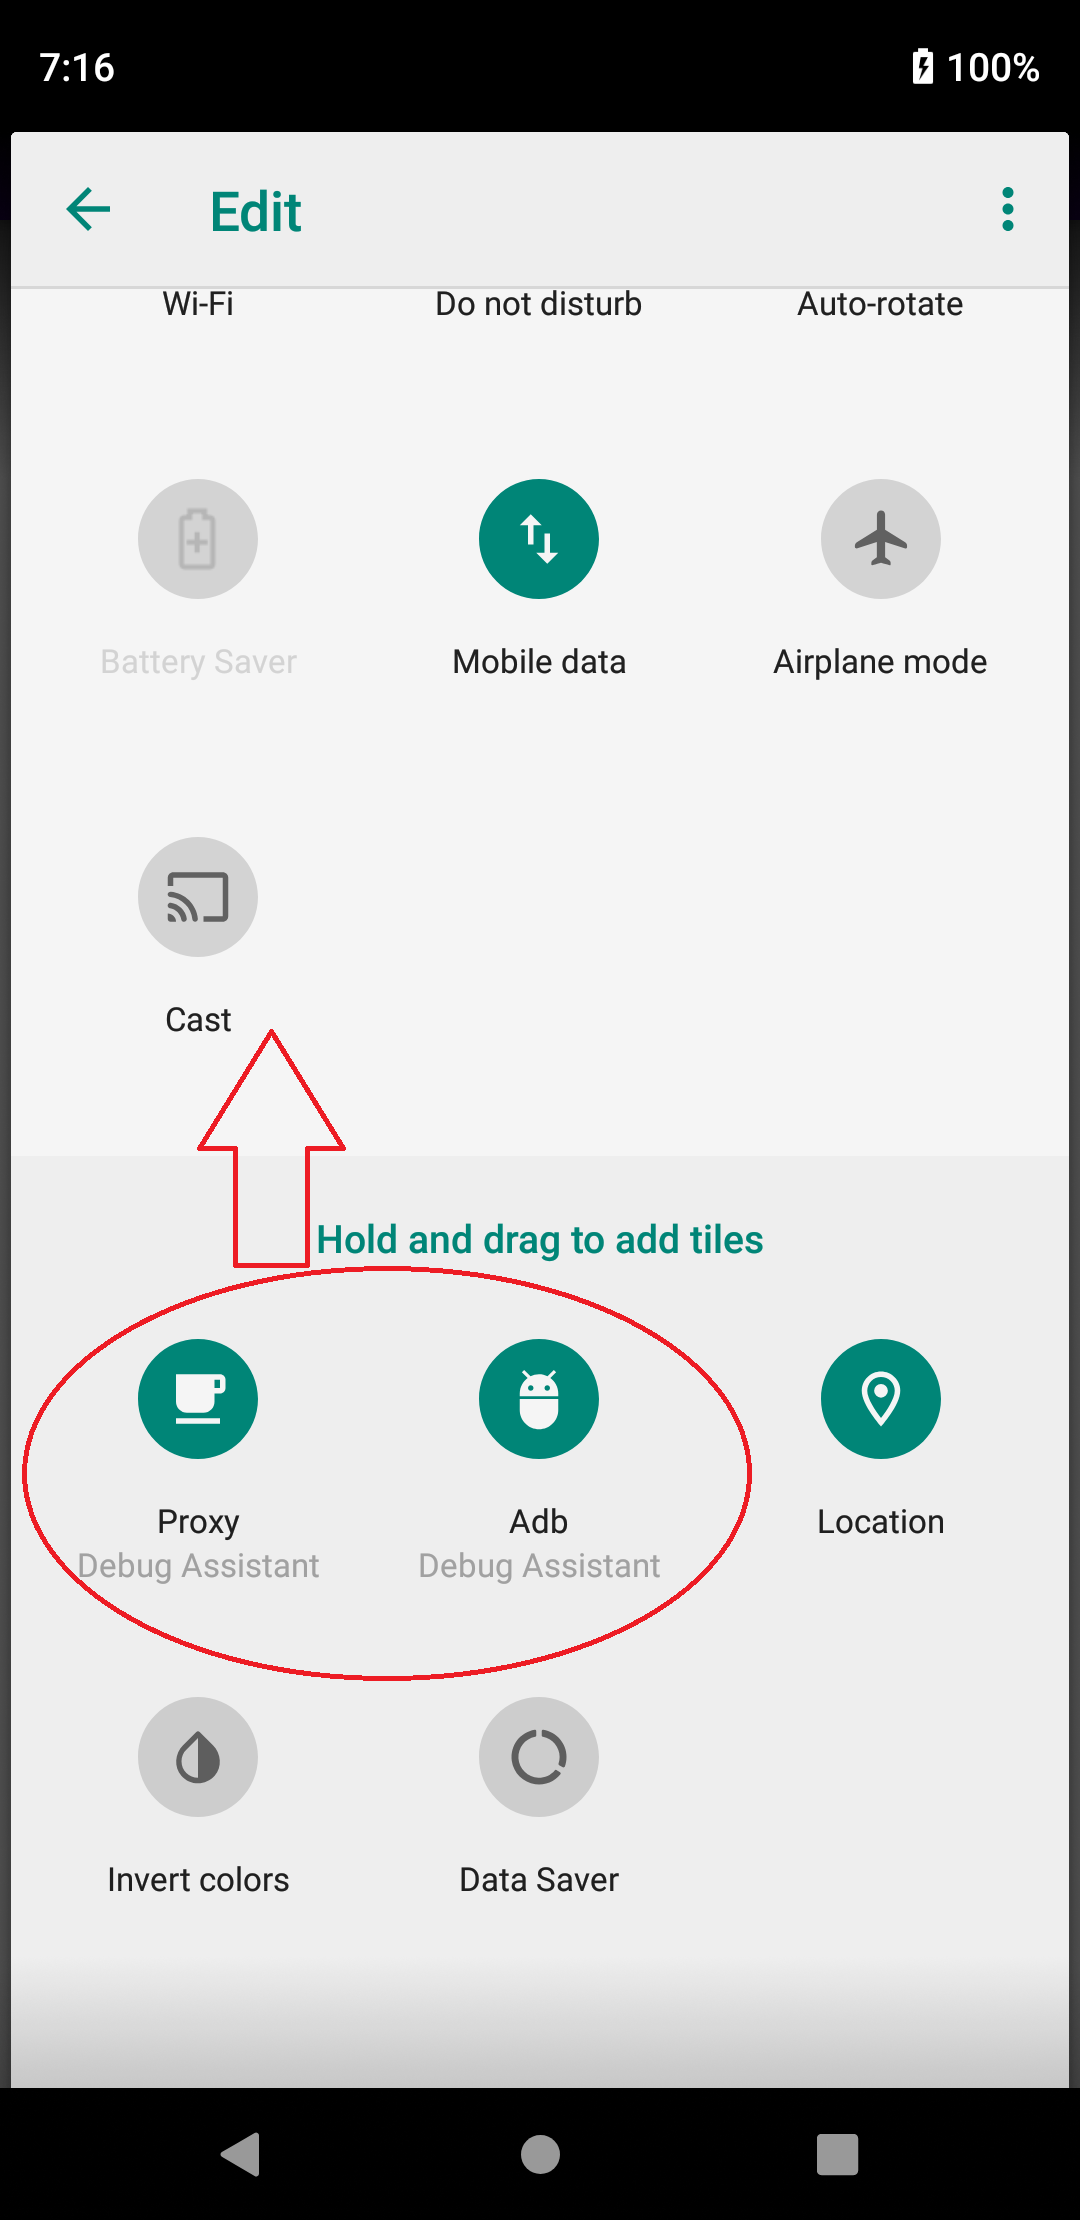 7:16
100%
Edit
Wi-Fi
Do not disturb
Auto-rotate
Battery Saver
Mobile data
Airplane mode
Cast
Hold and drag to add tiles
Proxy
Debug Assistant
Adb
Debug Assistant
Location
Invert colors
Data Saver